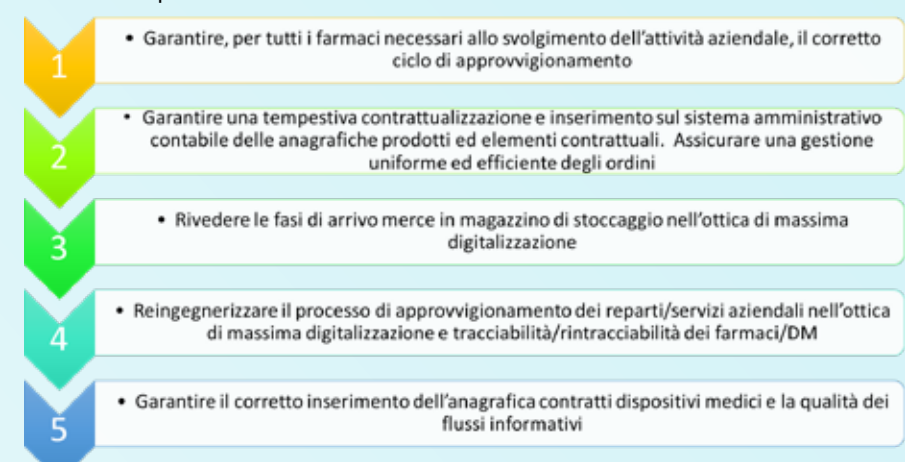 1
• Garantire, per tutti i farmaci necessari allo svolgimento dell'attività aziendale, il corretto
ciclo di approvvigionamento
2
• Garantire una tempestiva contrattualizzazione e inserimento sul sistema amministrativo
contabile delle anagrafiche prodotti ed elementi contrattuali. Assicurare una gestione
uniforme ed efficiente degli ordini
3
• Rivedere le fasi di arrivo merce in magazzino di stoccaggio nell'ottica di massima
digitalizzazione
4
• Reingegnerizzare il processo di approvvigionamento dei reparti/servizi aziendali nell'ottica
di massima digitalizzazione e tracciabilità/rintracciabilità dei farmaci/DM
5
• Garantire il corretto inserimento dell'anagrafica contratti dispositivi medici e la qualità dei
flussi informativi